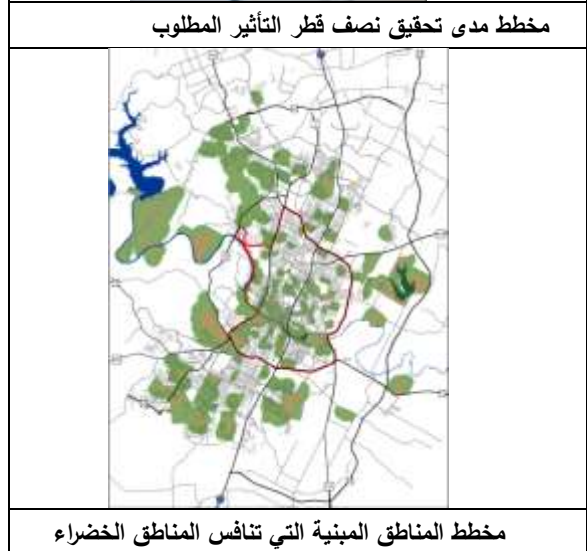 مخطط مدى تحقيق نصف قطر التأثير المطلوب
مخطط المناطق المبنية التي تنافس المناطق الخضراء